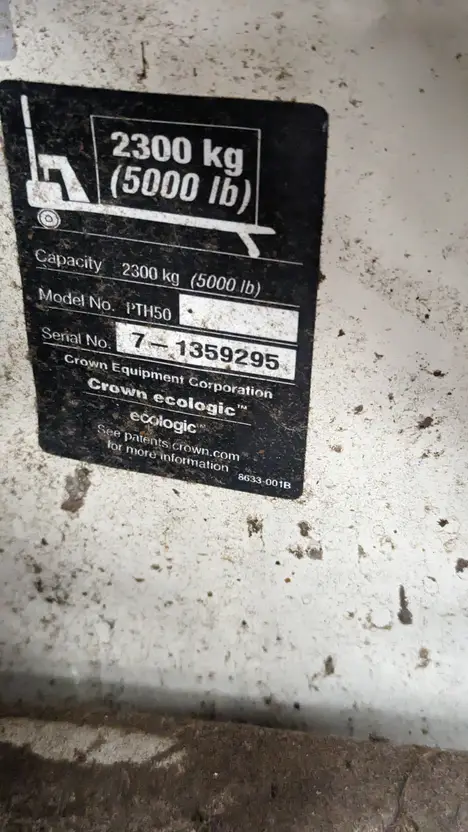 2300 kg
(5000 lb)
Capacity 2300 kg (5000 lb)
Model No. PTH50
Serial No. 7-1359295
Crown Equipment Corporation
Crown ecologic™
ecologic™
See patents.crown.com
for more information
8633-001B